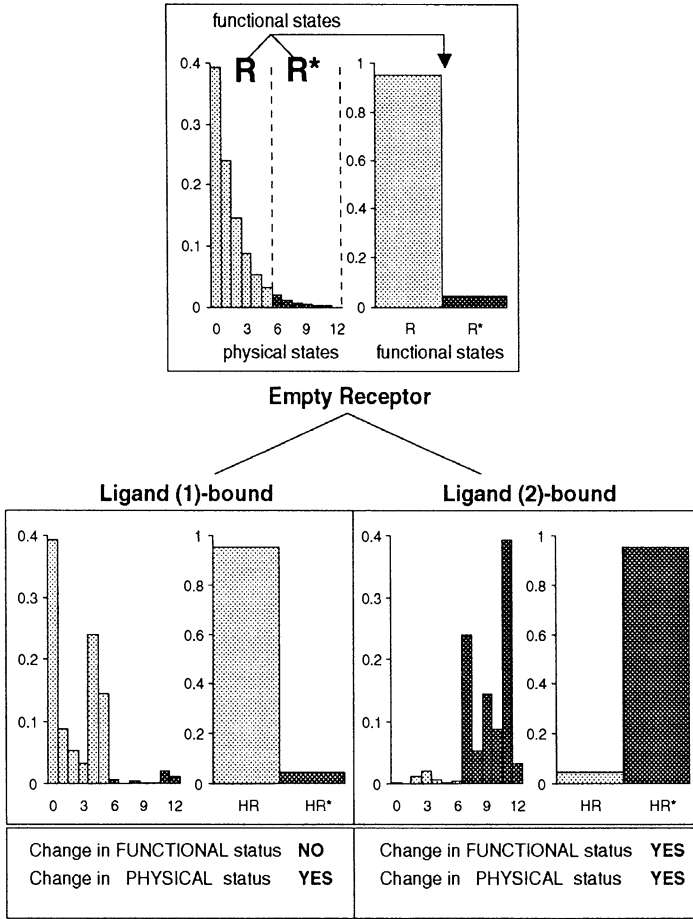 functional states
R R*
0.4
0.3
0.2
0.1
0
0 3 6 9 12
physical states
1
0.8
0.6
0.4
0.2
0
R R*
functional states
Empty Receptor
Ligand (1)-bound
0.4
0.3
0.2
0.1
0
0 3 6 9 12
1
0.8
0.6
0.4
0.2
0
HR HR*
Ligand (2)-bound
0.4
0.3
0.2
0.1
0
0 3 6 9 12
1
0.8
0.6
0.4
0.2
0
HR HR*
Change in FUNCTIONAL status NO
Change in PHYSICAL status YES
Change in FUNCTIONAL status YES
Change in PHYSICAL status YES